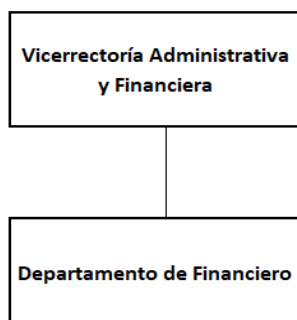 Vicerrectoría Administrativa
y Financiera
Departamento de Financiero